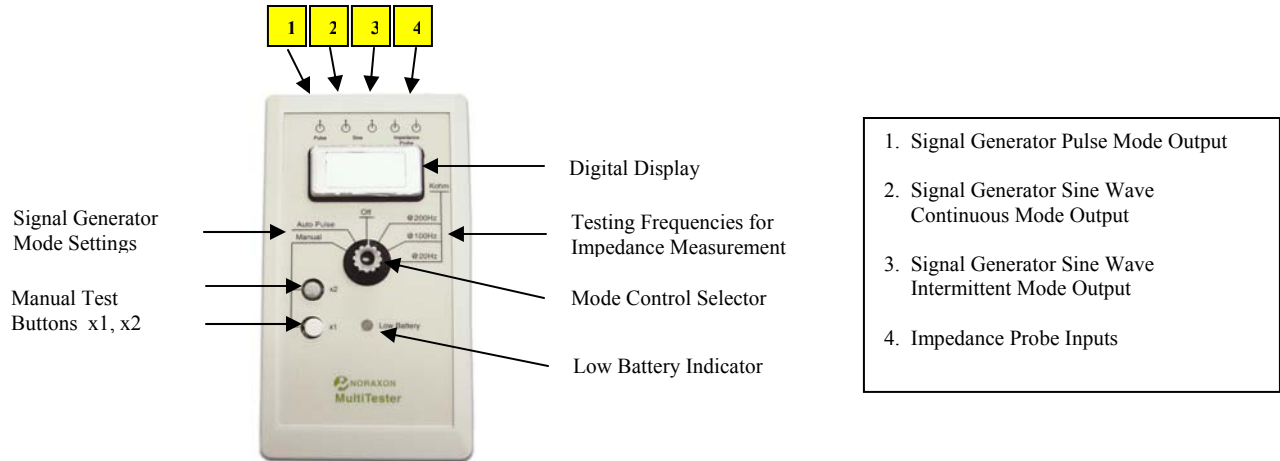 1 2 3 4
Pulse Sine Impedance
Probe
Kohm
Off
Auto Pulse @200Hz
Manual @100Hz
@20Hz
x2
x1 Low Battery
NORAXON
MultiTester
Signal Generator
Mode Settings
Manual Test
Buttons x1, x2
Digital Display
Testing Frequencies for
Impedance Measurement
Mode Control Selector
Low Battery Indicator
1. Signal Generator Pulse Mode Output
2. Signal Generator Sine Wave
Continuous Mode Output
3. Signal Generator Sine Wave
Intermittent Mode Output
4. Impedance Probe Inputs